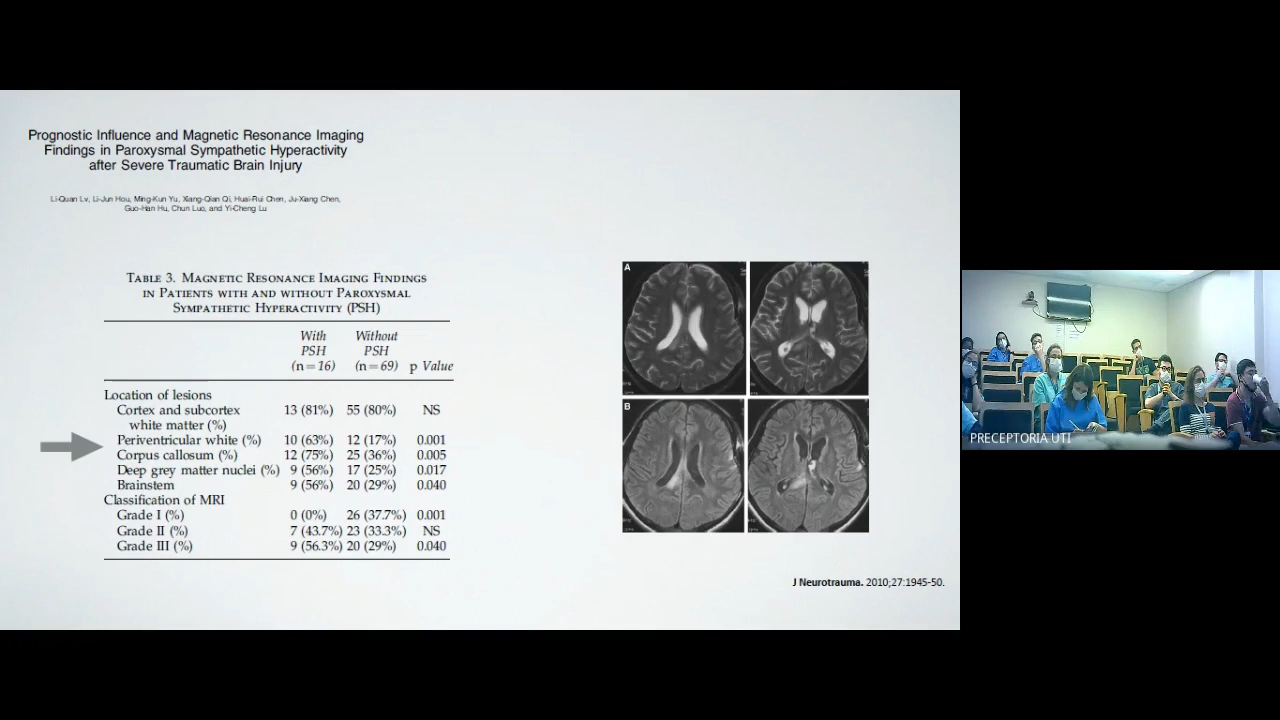 Prognostic Influence and Magnetic Resonance Imaging
Findings in Paroxysmal Sympathetic Hyperactivity
after Severe Traumatic Brain Injury
Li-Quan Lv, Li-Jun Hou, Ming-Kun Yu, Xiang-Qian Qi, Huai-Rui Chen, Ju-Xiang Chen,
Guo-Han Hu, Chun Luo, and Yi-Cheng Lu
TABLE 3. MAGNETIC RESONANCE IMAGING FINDINGS
IN PATIENTS WITH AND WITHOUT PAROXYSMAL
SYMPATHETIC HYPERACTIVITY (PSH)
With PSH (n=16) Without PSH (n=69) p Value
Location of lesions
Cortex and subcortex white matter (%) 13 (81%) 55 (80%) NS
Periventricular white (%) 10 (63%) 12 (17%) 0.001
Corpus callosum (%) 12 (75%) 25 (36%) 0.005
Deep grey matter nuclei (%) 9 (56%) 17 (25%) 0.017
Brainstem 9 (56%) 20 (29%) 0.040
Classification of MRI
Grade I (%) 0 (0%) 26 (37.7%) 0.001
Grade II (%) 7 (43.7%) 23 (33.3%) NS
Grade III (%) 9 (56.3%) 20 (29%) 0.040
A
B
J Neurotrauma. 2010;27:1945-50.
PRECEPTORIA UTI